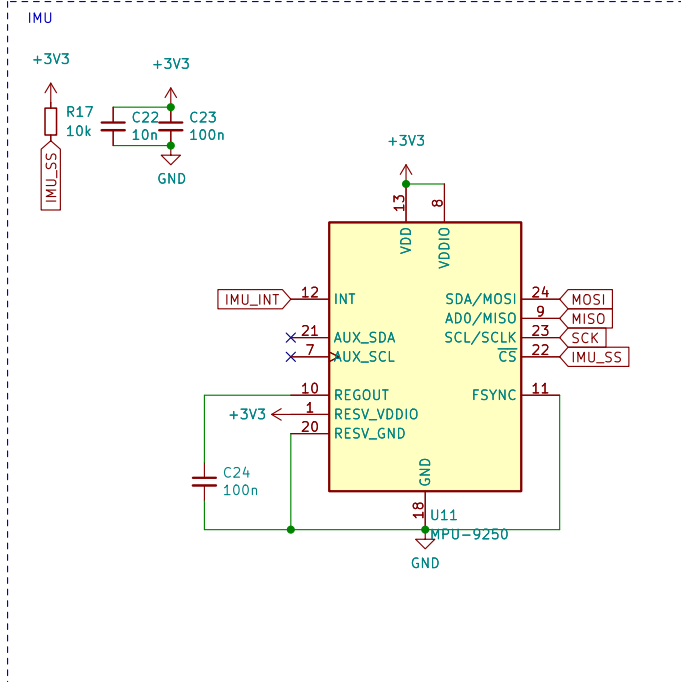 IMU
+3V3
+3V3
R17
10k
C22
10n
C23
100n
IMU_SS
GND
+3V3
13
8
VDD
VDDIO
IMU_INT
12
INT
SDA/MOSI
24
MOSI
AD0/MISO
9
MISO
21
AUX_SDA
SCL/SCLK
23
SCK
7
AUX_SCL
CS
22
IMU_SS
10
REGOUT
FSYNC
11
+3V3
1
RESV_VDDIO
20
RESV_GND
C24
100n
GND
18
U11
MPU-9250
GND